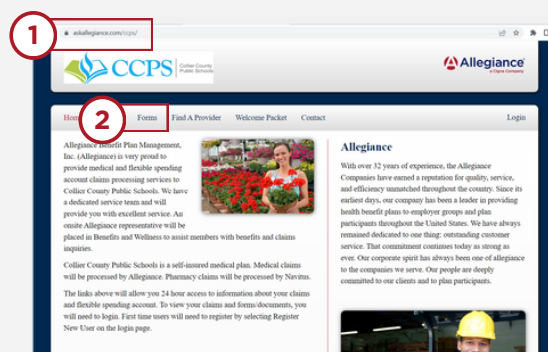 1
askallegiance.com/ccps/
CCPS
Collier County
Public Schools
Allegiance
a Cigna Company
2
Forms
Find A Provider
Welcome Packet
Contact
Login
Allegiance Benefit Plan Management,
Inc. (Allegiance) is very proud to
provide medical and flexible spending
account claims processing services to
Collier County Public Schools. We have
a dedicated service team and will
provide you with excellent service. An
onsite Allegiance representative will be
placed in Benefits and Wellness to assist members with benefits and claims
inquiries.
Collier County Public Schools is a self-insured medical plan. Medical claims
will be processed by Allegiance. Pharmacy claims will be processed by Navitus.
The links above will allow you 24 hour access to information about your claims
and flexible spending account. To view your claims and forms/documents, you
will need to login. First time users will need to register by selecting Register
New User on the login page.
Allegiance
With over 32 years of experience, the Allegiance
Companies have earned a reputation for quality, service,
and efficiency unmatched throughout the country. Since its
earliest days, our company has been a leader in providing
health benefit plans to employer groups and plan
participants throughout the United States. We have always
remained dedicated to one thing: outstanding customer
service. That commitment continues today as strong as
ever. Our corporate spirit has always been one of allegiance
to the companies we serve. Our people are deeply
committed to our clients and to plan participants.